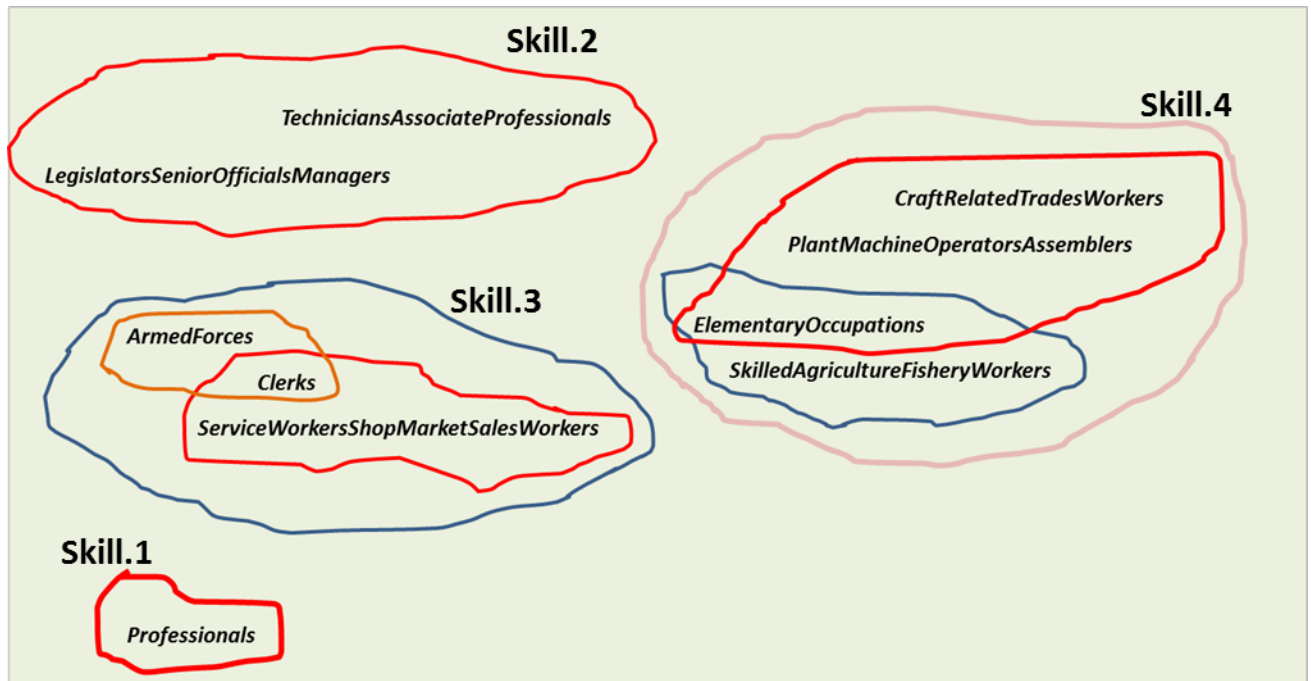 Skill.2
TechniciansAssociateProfessionals
LegislatorsSeniorOfficialsManagers
Skill.4
CraftRelatedTradesWorkers
PlantMachineOperatorsAssemblers
ElementaryOccupations
SkilledAgricultureFisheryWorkers
Skill.3
ArmedForces
Clerks
ServiceWorkersShopMarketSalesWorkers
Skill.1
Professionals